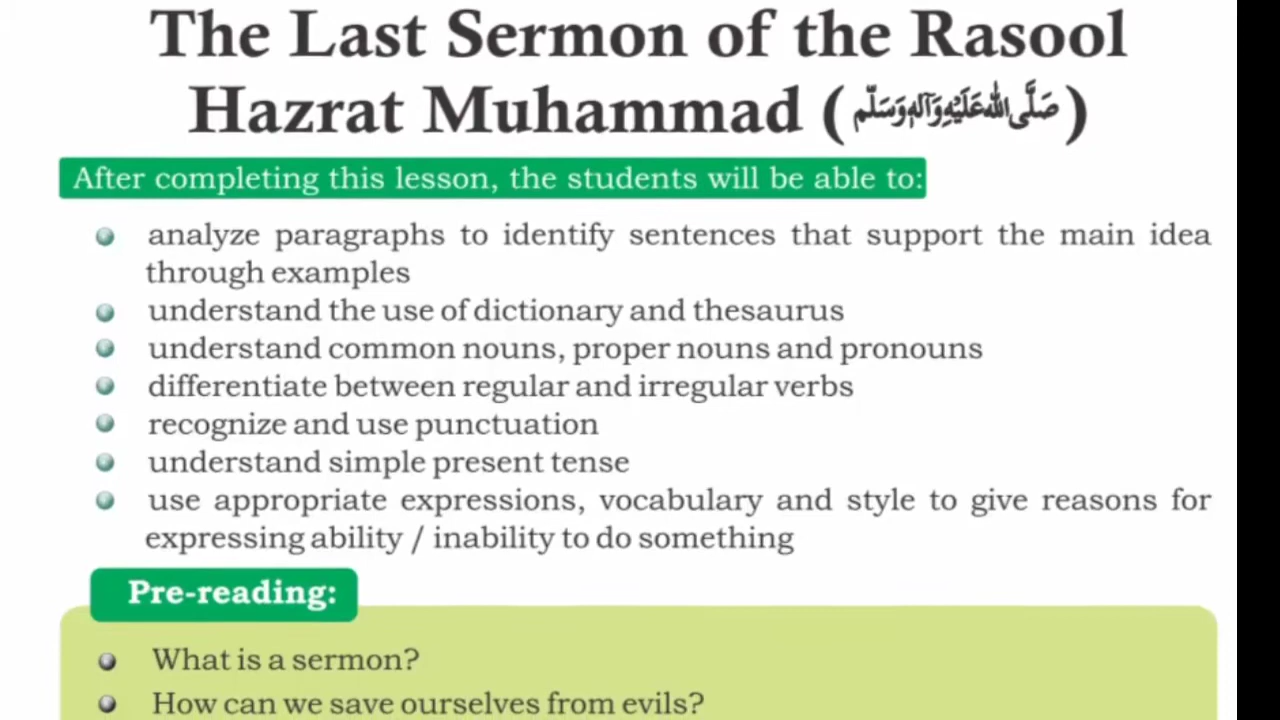 The Last Sermon of the Rasool
Hazrat Muhammad (صَلَّى اللهُ عَلَيْهِ وَآلِهٖ وَسَلَّم)
After completing this lesson, the students will be able to:
analyze paragraphs to identify sentences that support the main idea
through examples
understand the use of dictionary and thesaurus
understand common nouns, proper nouns and pronouns
differentiate between regular and irregular verbs
recognize and use punctuation
understand simple present tense
use appropriate expressions, vocabulary and style to give reasons for
expressing ability / inability to do something
Pre-reading:
What is a sermon?
How can we save ourselves from evils?